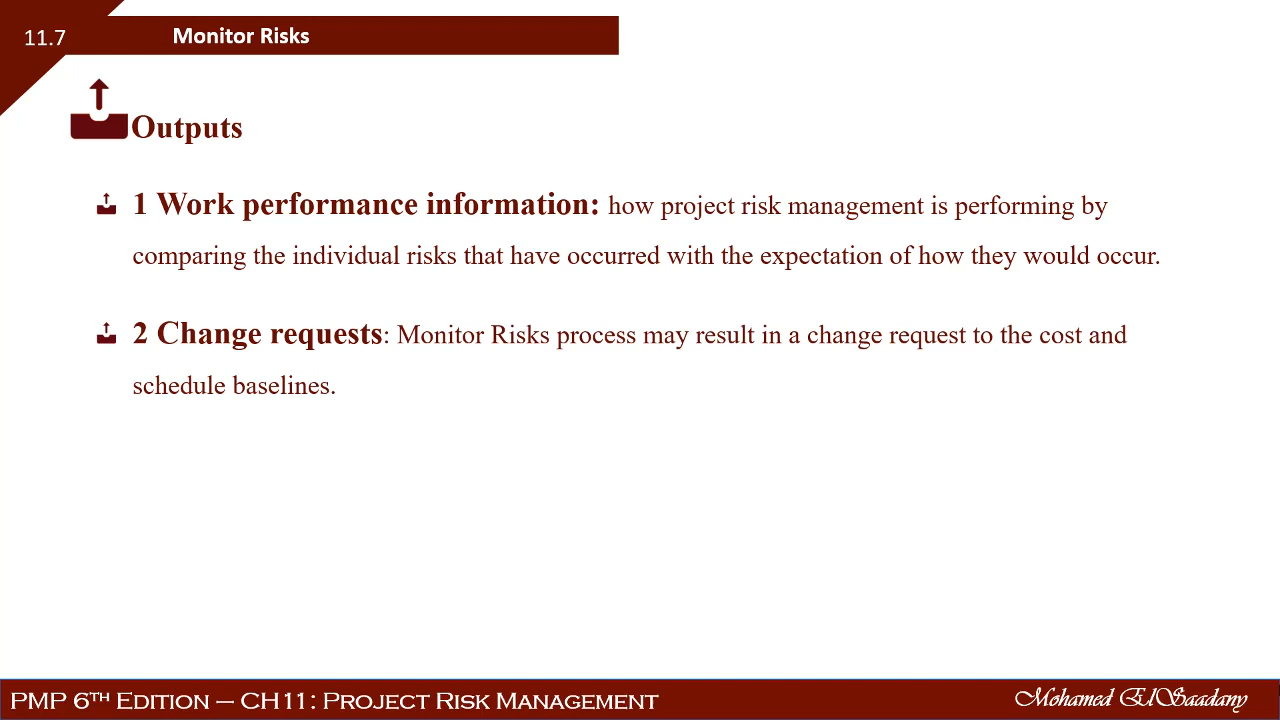 11.7
Monitor Risks
Outputs
1 Work performance information: how project risk management is performing by
comparing the individual risks that have occurred with the expectation of how they would occur.
2 Change requests: Monitor Risks process may result in a change request to the cost and
schedule baselines.
PMP 6TH Edition – CH11: Project Risk Management
Mohamed ElSaadany